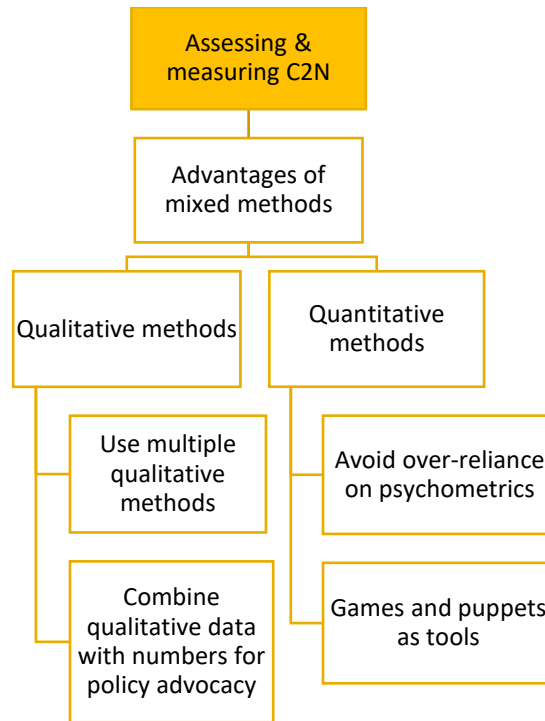 Assessing &
measuring C2N
Advantages of
mixed methods
Qualitative methods
Quantitative
methods
Use multiple
qualitative
methods
Avoid over-reliance
on psychometrics
Combine
qualitative data
with numbers for
policy advocacy
Games and puppets
as tools